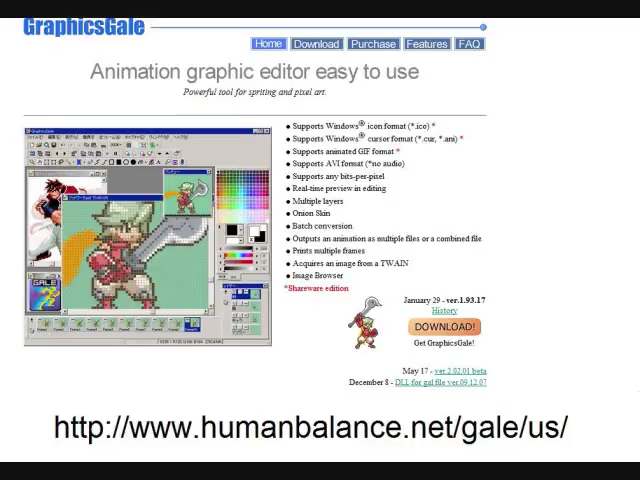 GraphicsGale
Home Download Purchase Features FAQ
Animation graphic editor easy to use
Powerful tool for spriting and pixel art.
Supports Windows® icon format (*.ico) *
Supports Windows® cursor format (*.cur, *.ani) *
Supports animated GIF format *
Supports AVI format (*no audio)
Supports any bits-per-pixel
Real-time preview in editing
Multiple layers
Onion Skin
Batch conversion
Outputs an animation as multiple files or a combined file
Prints multiple frames
Acquires an image from a TWAIN
Image Browser
*Shareware edition
GALE
January 29 - ver.1.93.17
History
DOWNLOAD!
Get GraphicsGale!
May 17 - ver.2.02.01 beta
December 8 - DLL for gal file ver.09.12.07
http://www.humanbalance.net/gale/us/